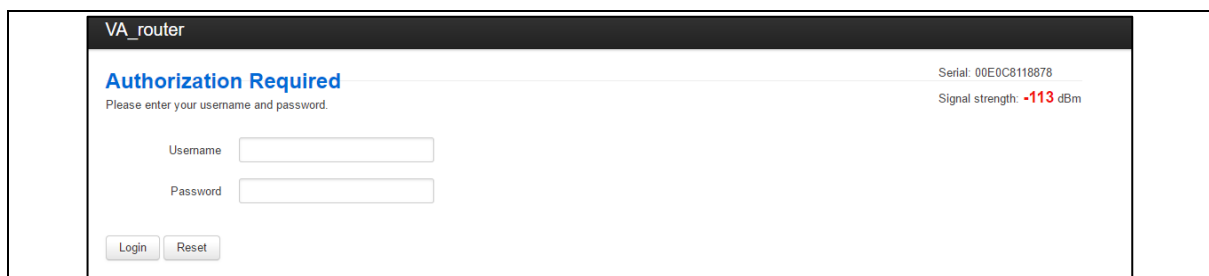 VA_router
Authorization Required
Please enter your username and password.
Serial: 00E0C8118878
Signal strength: -113 dBm
Username
Password
Login Reset